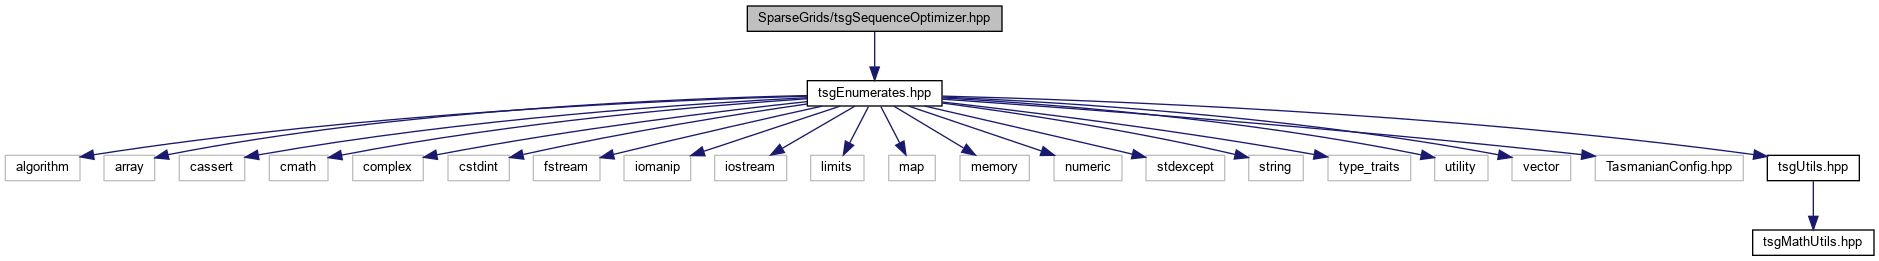 SparseGrids/tsgSequenceOptimizer.hpp
tsgEnumerates.hpp
algorithm
array
cassert
cmath
complex
cstdint
fstream
iomanip
iostream
limits
map
memory
numeric
stdexcept
string
type_traits
utility
vector
TasmanianConfig.hpp
tsgUtils.hpp
tsgMathUtils.hpp